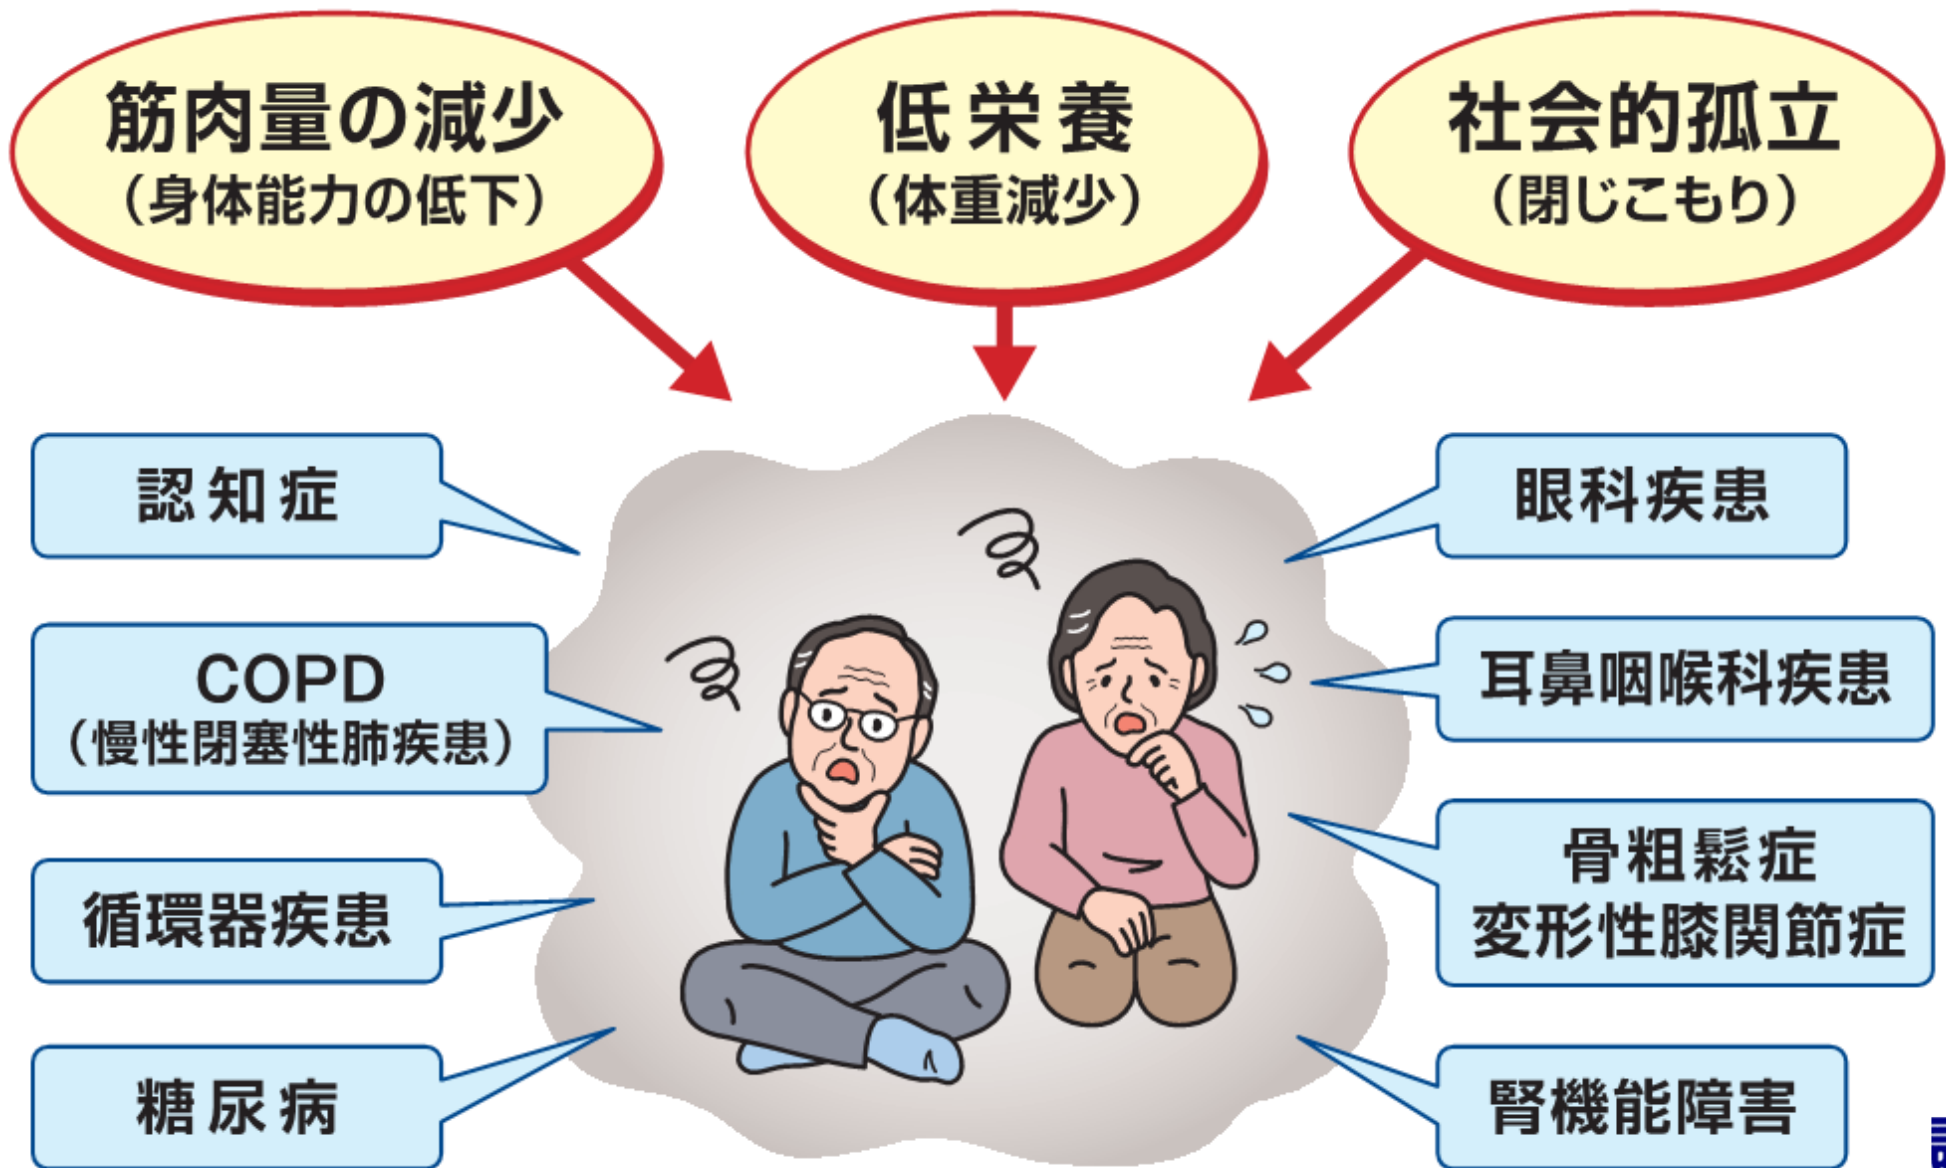 筋肉量の減少
（身体能力の低下）
低栄養
（体重減少）
社会的孤立
（閉じこもり）
認知症
COPD
（慢性閉塞性肺疾患）
循環器疾患
糖尿病
眼科疾患
耳鼻咽喉科疾患
骨粗鬆症
変形性膝関節症
腎機能障害